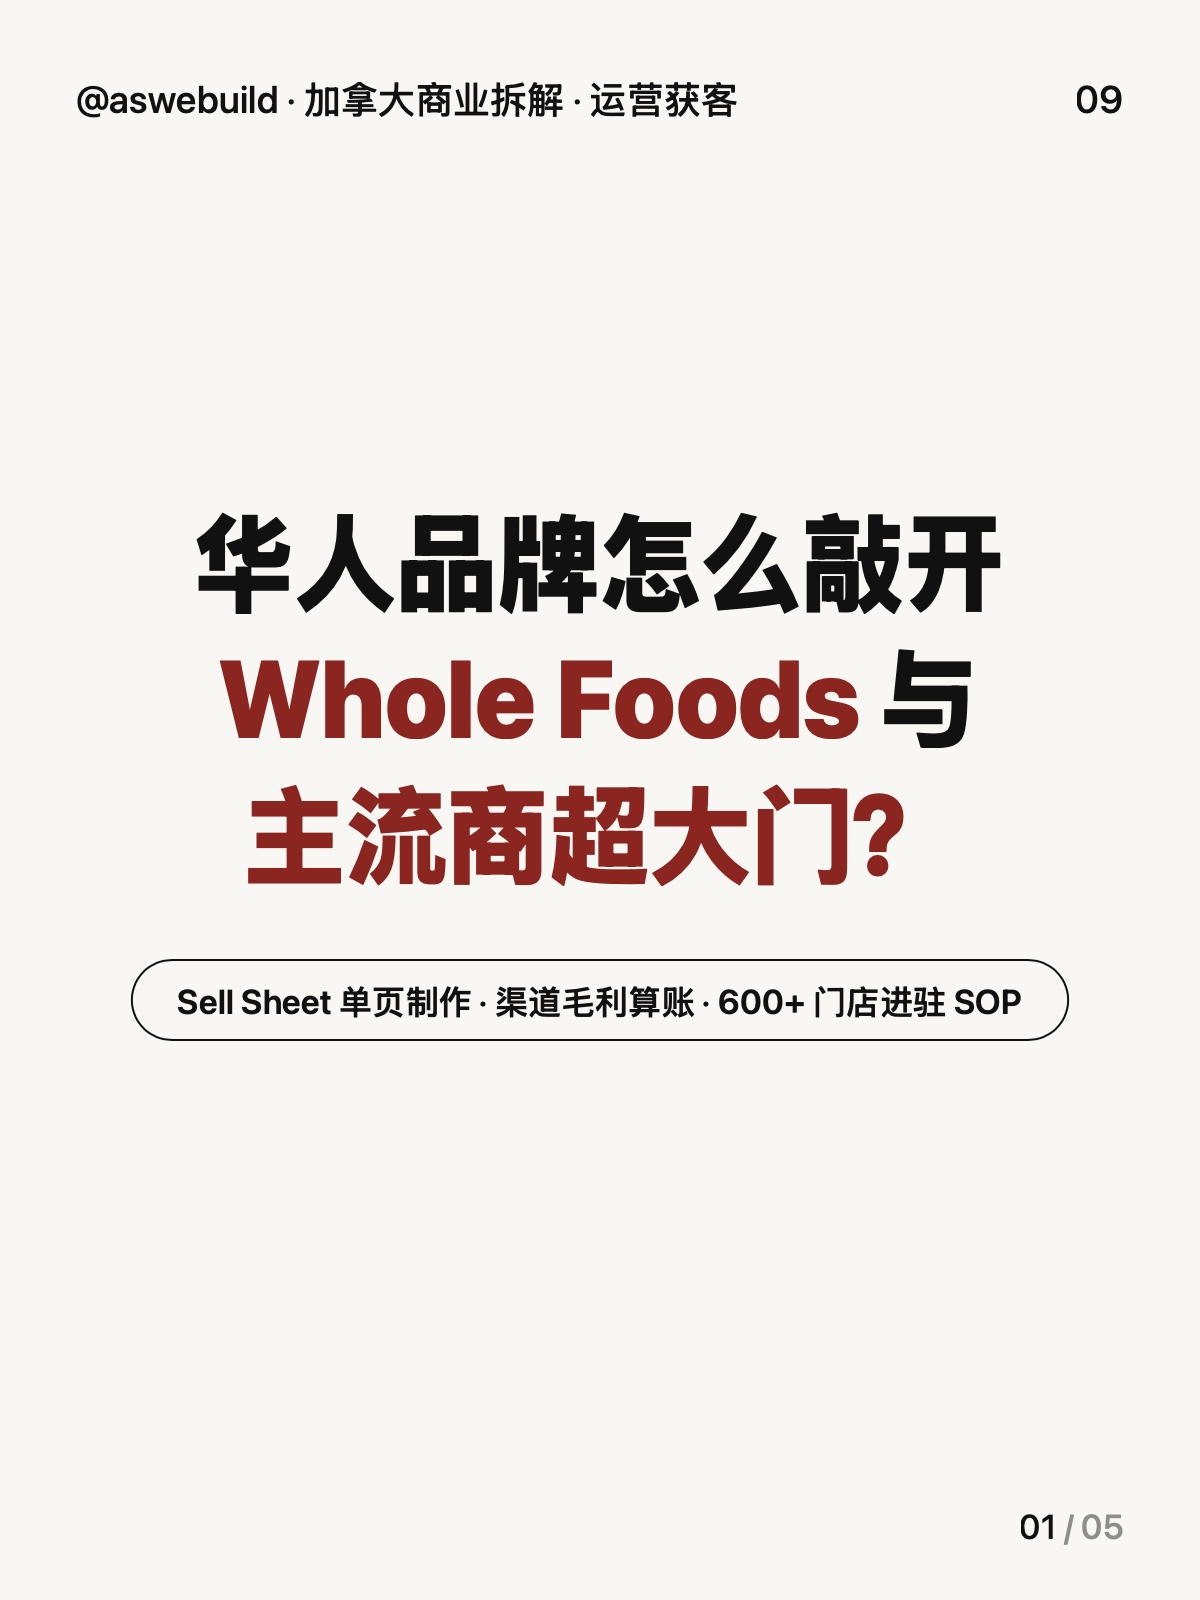 @aswebuild · 加拿大商业拆解 · 运营获客
09
华人品牌怎么敲开
Whole Foods 与
主流商超大门?
Sell Sheet 单页制作 · 渠道毛利算账 · 600+ 门店进驻 SOP
01 / 05